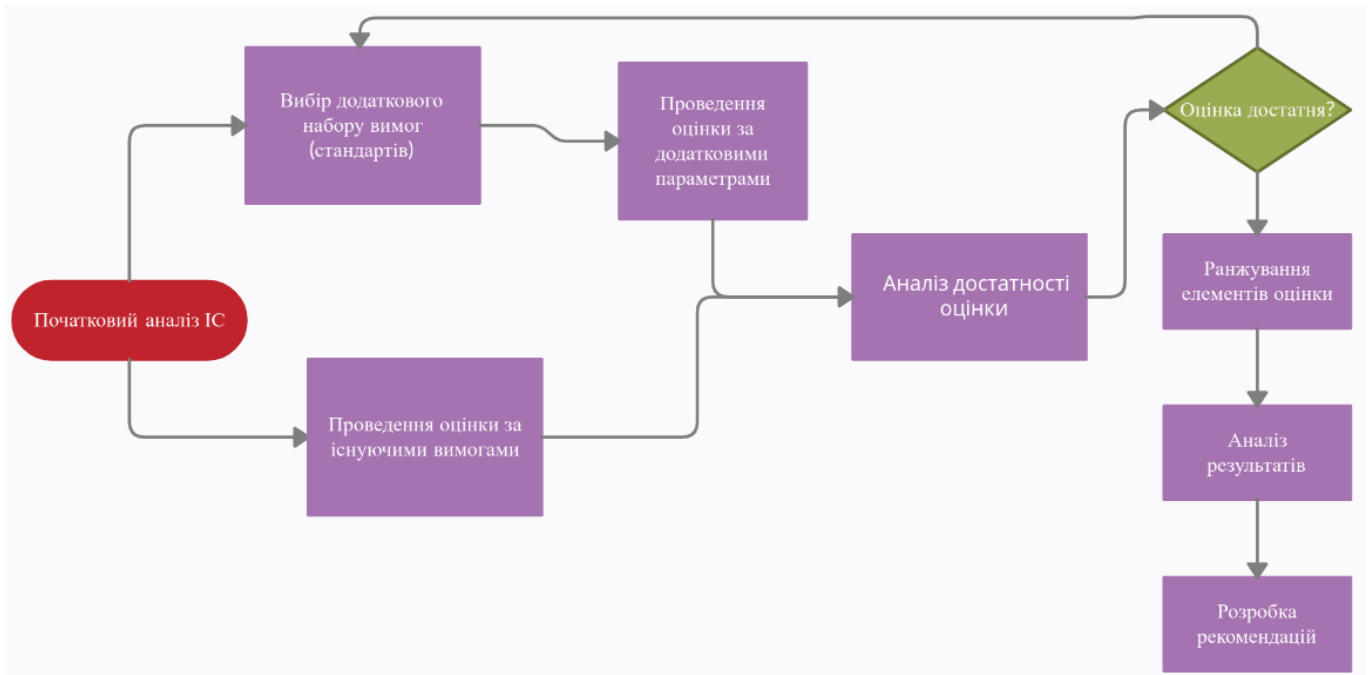 Вибір додаткового
набору вимог
(стандартів)
Проведення
оцінки за
додатковими
параметрами
Оцінка достатня?
Початковий аналіз ІС
Проведення оцінки за
існуючими вимогами
Аналіз достатності
оцінки
Ранжування
елементів оцінки
Аналіз
результатів
Розробка
рекомендацій